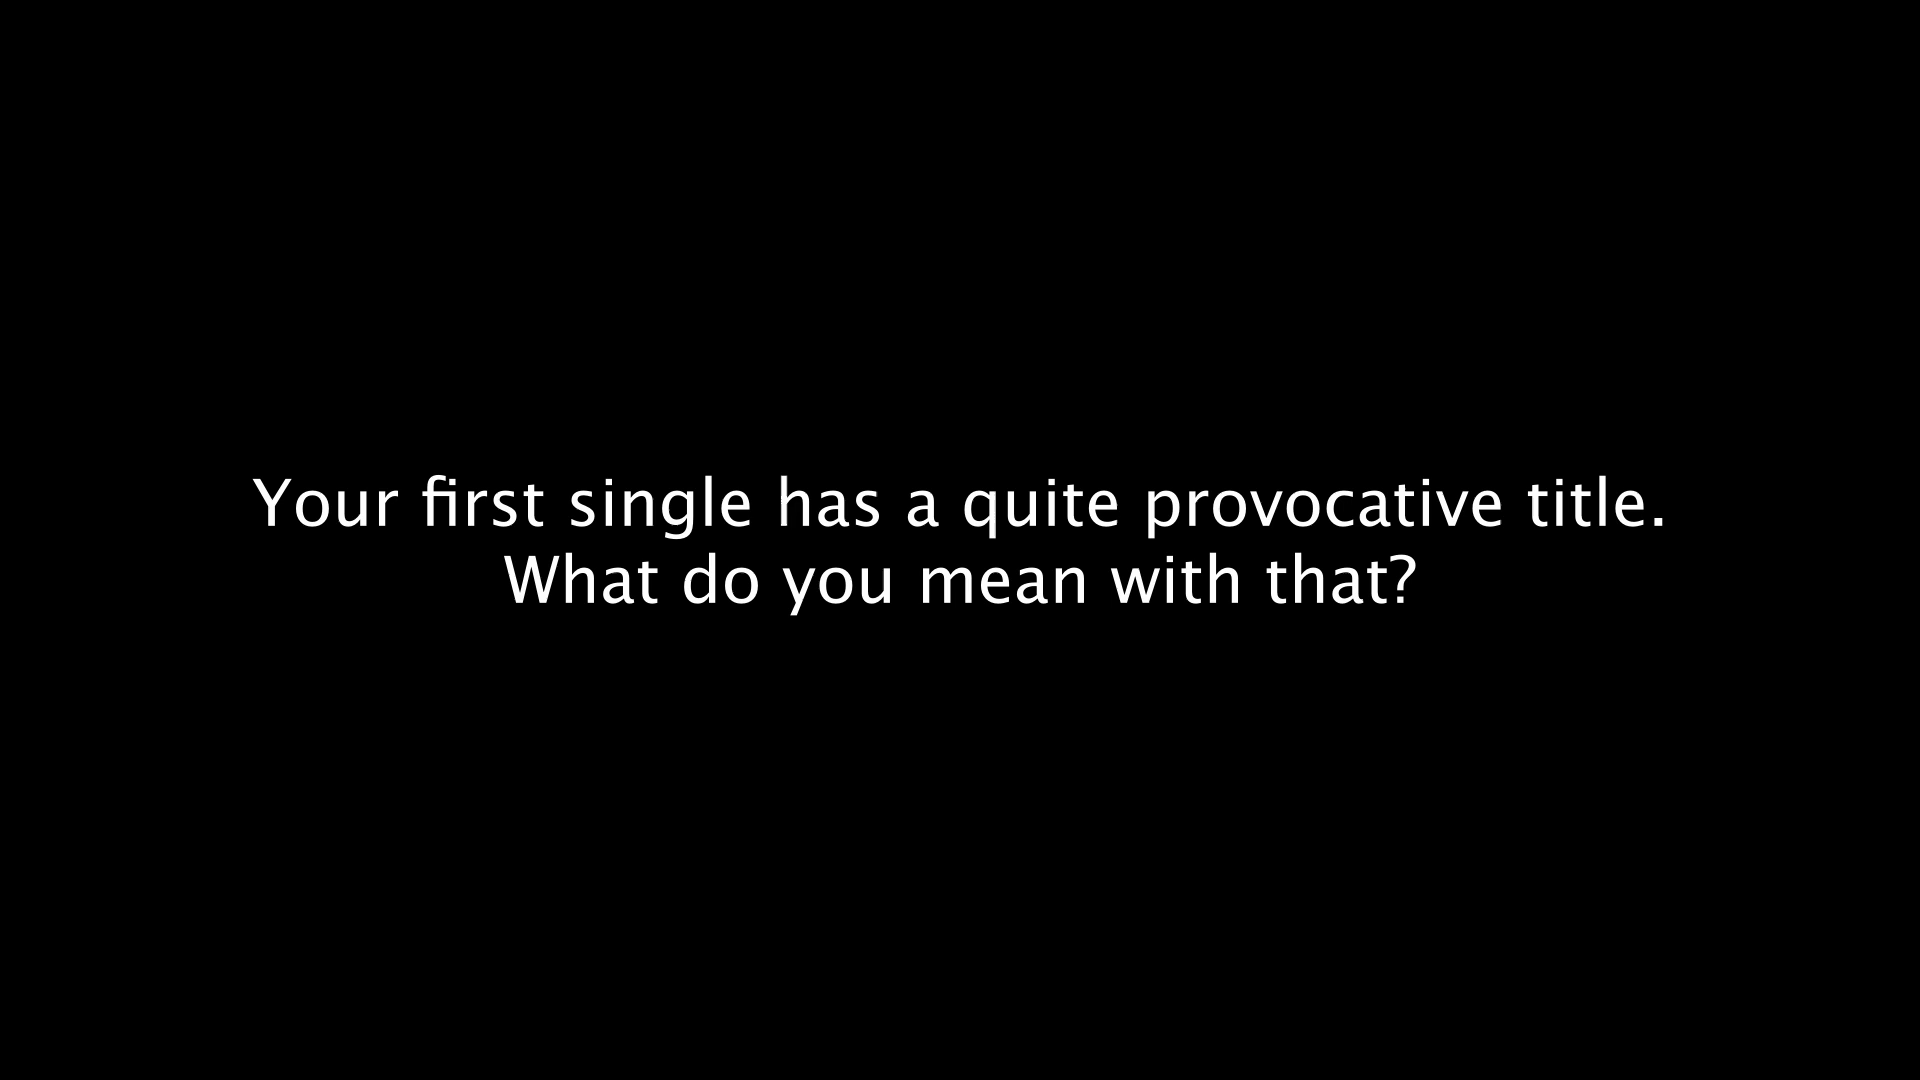 Your first single has a quite provocative title.
What do you mean with that?